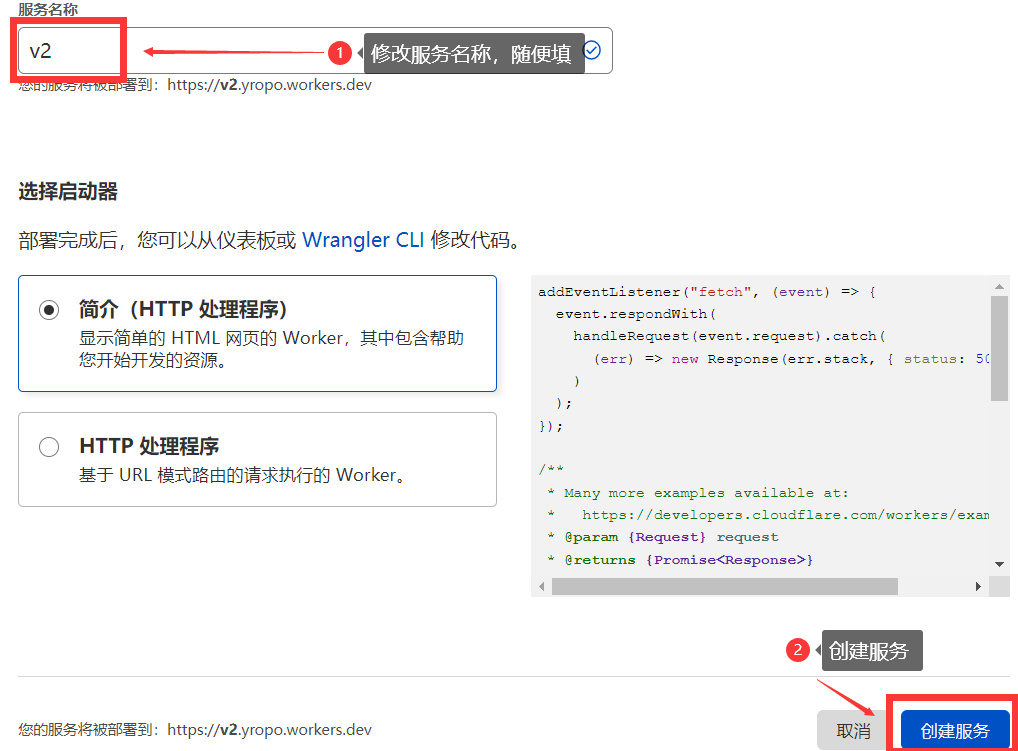 服务名称
v2
1
修改服务名称，随便填
您的服务将被部署到：https://v2.yropo.workers.dev
选择启动器
部署完成后，您可以从仪表板或 Wrangler CLI 修改代码。
简介（HTTP 处理程序）
显示简单的 HTML 网页的 Worker，其中包含帮助
您开始开发的资源。
HTTP 处理程序
基于 URL 模式路由的请求执行的 Worker。
addEventListener("fetch", (event) => {
event.respondWith(
handleRequest(event.request).catch(
(err) => new Response(err.stack, { status: 50
)
);
});
/**
* Many more examples available at:
* https://developers.cloudflare.com/workers/exam
* @param {Request} request
* @returns {Promise<Response>}
2
创建服务
您的服务将被部署到：https://v2.yropo.workers.dev
取消
创建服务